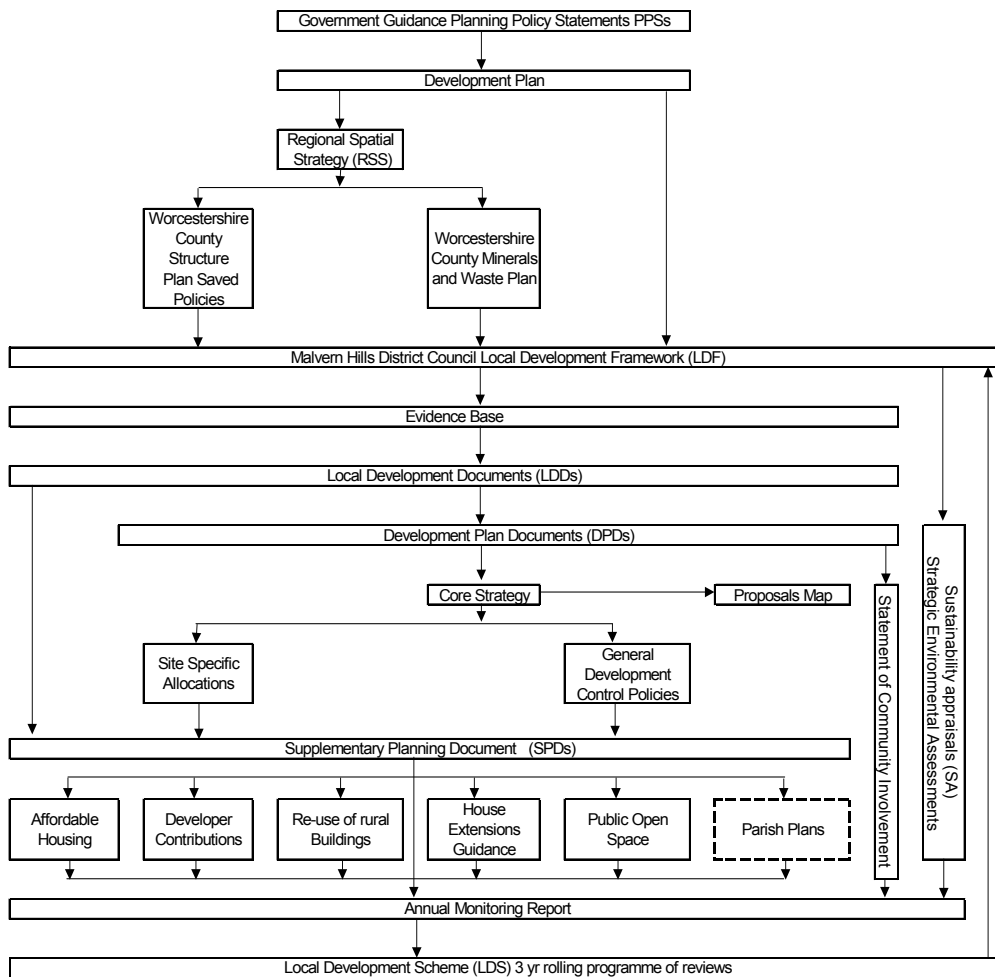 Government Guidance Planning Policy Statements PPSs
Development Plan
Regional Spatial
Strategy (RSS)
Worcestershire
County
Structure
Plan Saved
Policies
Worcestershire
County Minerals
and Waste Plan
Malvern Hills District Council Local Development Framework (LDF)
Evidence Base
Local Development Documents (LDDs)
Development Plan Documents (DPDs)
Core Strategy
Proposals Map
Site Specific
Allocations
General
Development
Control Policies
Statement of Community Involvement
Sustainability appraisals (SA)
Strategic Environmental Assessments
Supplementary Planning Document (SPDs)
Affordable
Housing
Developer
Contributions
Re-use of rural
Buildings
House
Extensions
Guidance
Public Open
Space
Parish Plans
Annual Monitoring Report
Local Development Scheme (LDS) 3 yr rolling programme of reviews